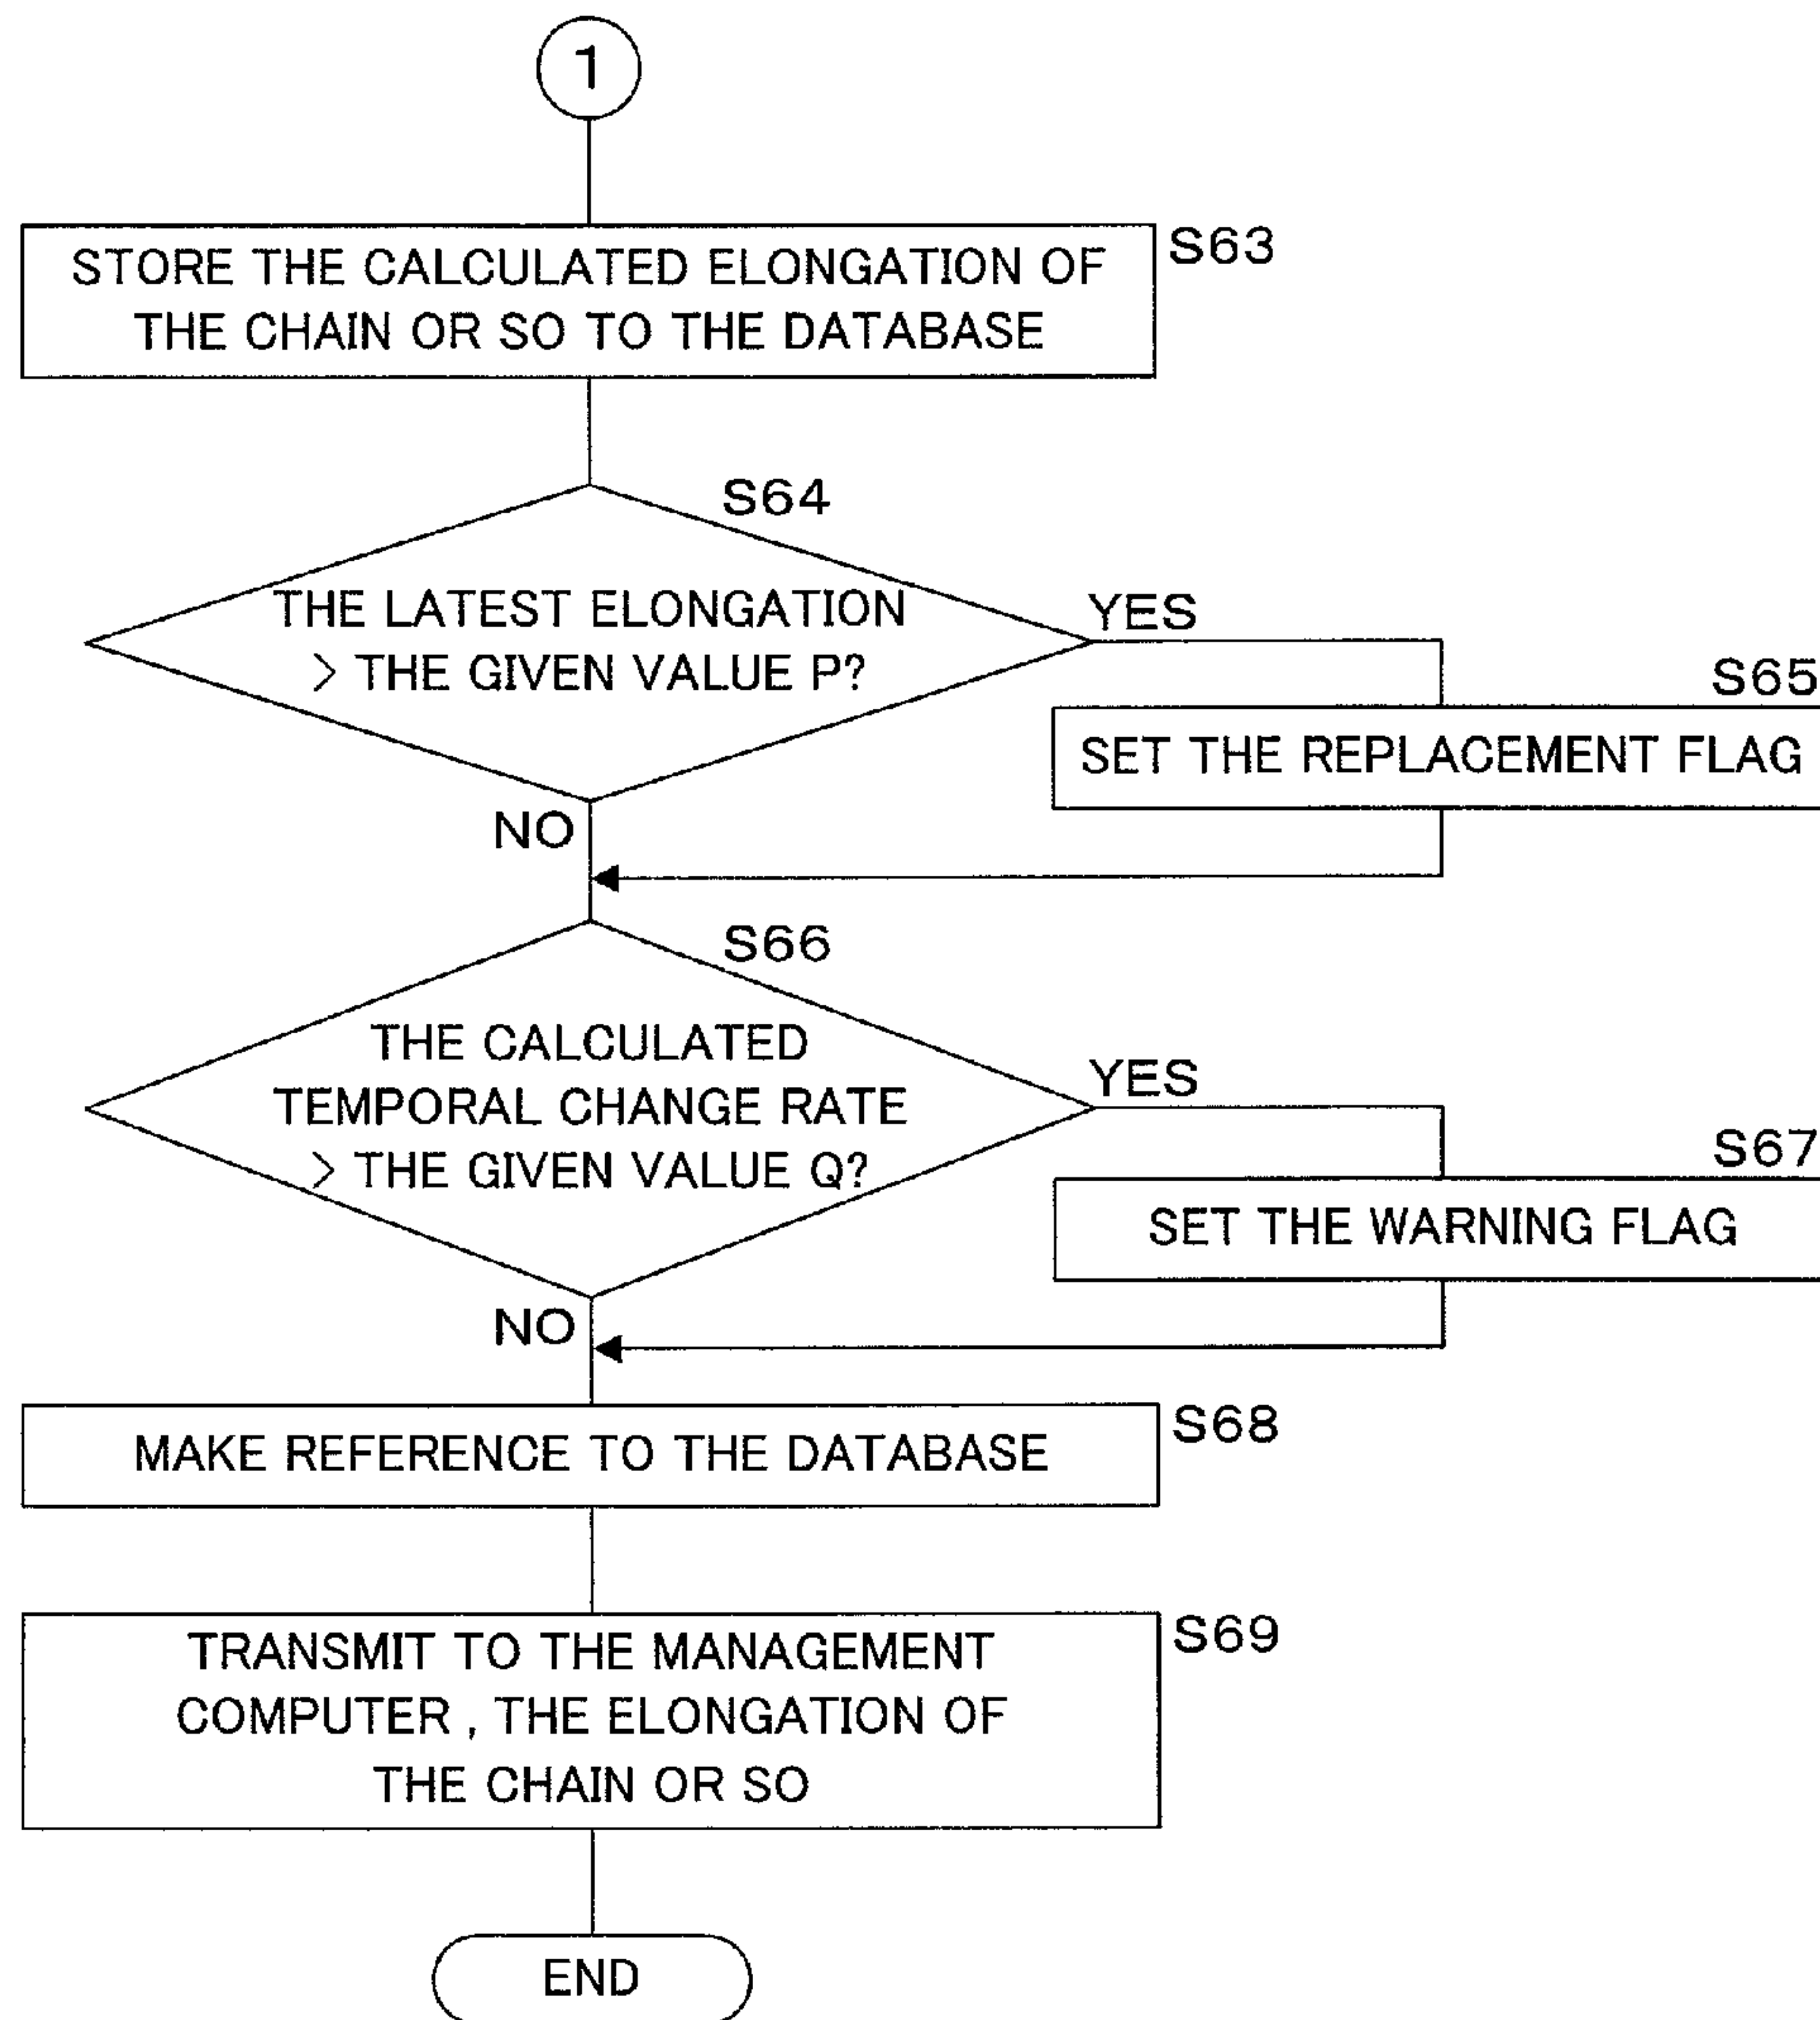 1
STORE THE CALCULATED ELONGATION OF
THE CHAIN OR SO TO THE DATABASE
S63
S64
THE LATEST ELONGATION
> THE GIVEN VALUE P?
YES
S65
SET THE REPLACEMENT FLAG
NO
S66
THE CALCULATED
TEMPORAL CHANGE RATE
> THE GIVEN VALUE Q?
YES
S67
SET THE WARNING FLAG
NO
MAKE REFERENCE TO THE DATABASE
S68
TRANSMIT TO THE MANAGEMENT
COMPUTER , THE ELONGATION OF
THE CHAIN OR SO
S69
END